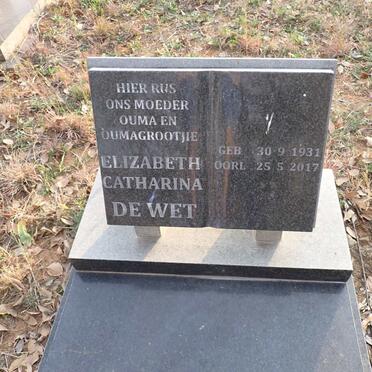 HIER RUS
ONS MOEDER
OUMA EN
OUMAGROOTJIE
ELIZABETH
CATHARINA
DE WET
GEB 30·9·1931
OORL 25·5·2017